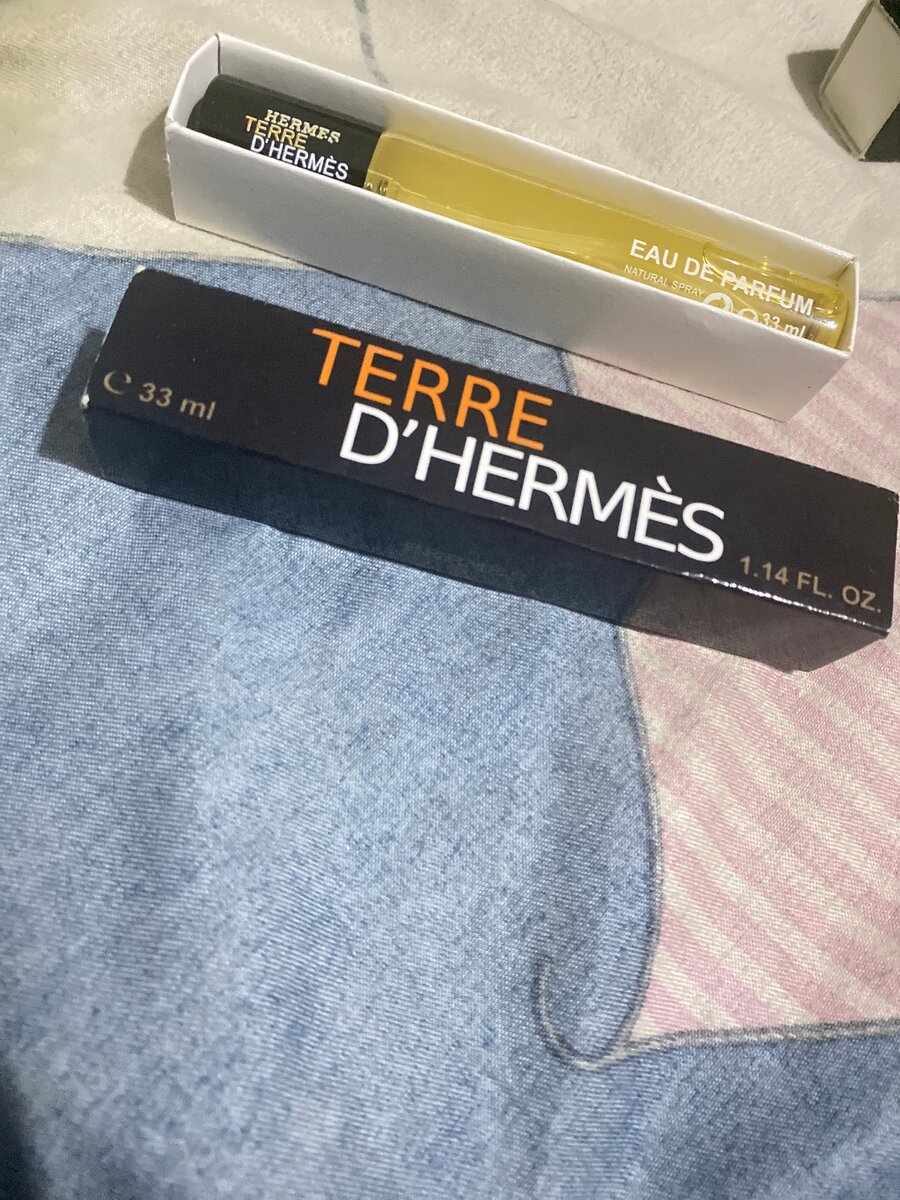 HERMES
TERRE
D'HERMÈS
EAU DE PARFUM
NATURAL SPRAY
℮33 ml
℮ 33 ml
TERRE
D'HERMÈS
1.14 FL. OZ.